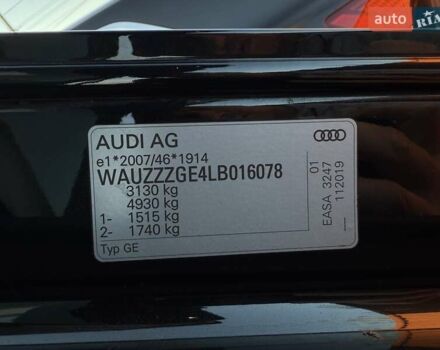 auto
RIA
AUDI AG
e1*2007/46*1914
WAUZZZGE4LB016078
3130 kg
4930 kg
1- 1515 kg
2- 1740 kg
Typ GE
01
EASA 3247
112019